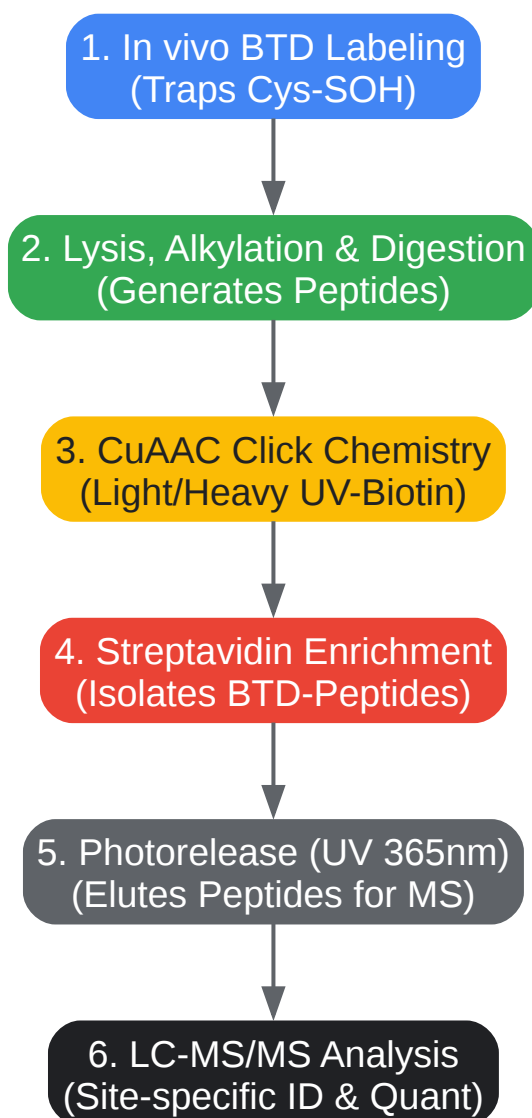 1. In vivo BTD Labeling
(Traps Cys-SOH)
2. Lysis, Alkylation & Digestion
(Generates Peptides)
3. CuAAC Click Chemistry
(Light/Heavy UV-Biotin)
4. Streptavidin Enrichment
(Isolates BTD-Peptides)
5. Photorelease (UV 365nm)
(Elutes Peptides for MS)
6. LC-MS/MS Analysis
(Site-specific ID & Quant)